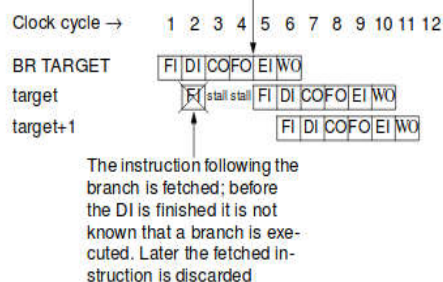 Clock cycle → 1 2 3 4 5 6 7 8 9 10 11 12
BR TARGET FI DI CO FO EI WO
target FI stall stall FI DI CO FO EI WO
target+1 FI DI CO FO EI WO
The instruction following the
branch is fetched; before
the DI is finished it is not
known that a branch is exe-
cuted. Later the fetched in-
struction is discarded